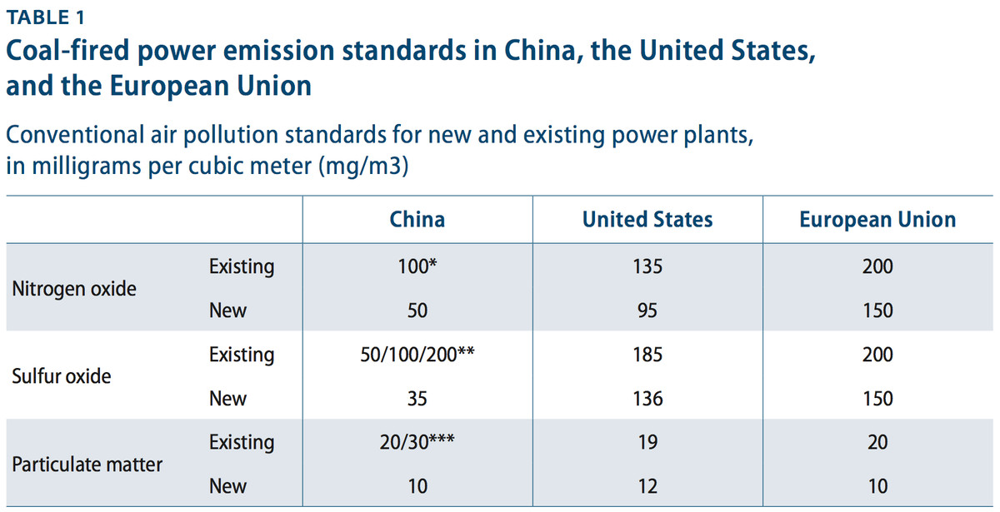 TABLE 1
Coal-fired power emission standards in China, the United States,
and the European Union
Conventional air pollution standards for new and existing power plants,
in milligrams per cubic meter (mg/m3)
China United States European Union
Nitrogen oxide Existing 100* 135 200
New 50 95 150
Sulfur oxide Existing 50/100/200** 185 200
New 35 136 150
Particulate matter Existing 20/30*** 19 20
New 10 12 10